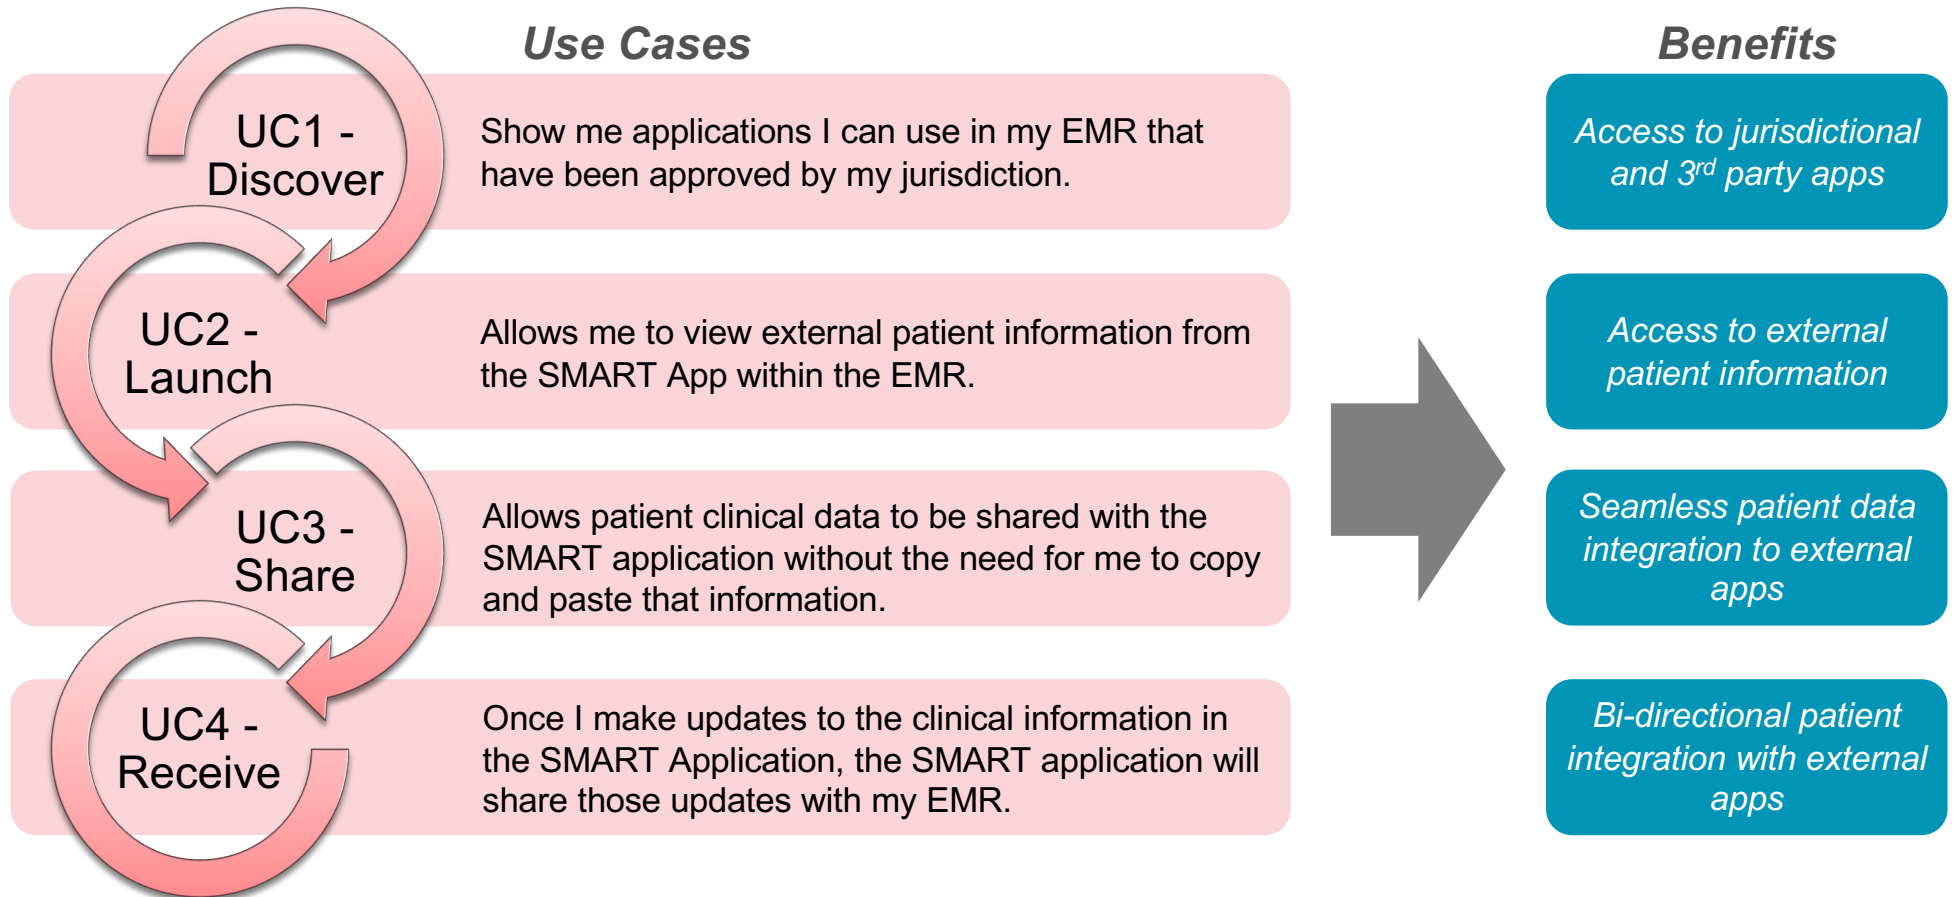 Use Cases
Benefits
UC1 -
Discover
Show me applications I can use in my EMR that
have been approved by my jurisdiction.
Access to jurisdictional
and 3rd party apps
UC2 -
Launch
Allows me to view external patient information from
the SMART App within the EMR.
Access to external
patient information
UC3 -
Share
Allows patient clinical data to be shared with the
SMART application without the need for me to copy
and paste that information.
Seamless patient data
integration to external
apps
UC4 -
Receive
Once I make updates to the clinical information in
the SMART Application, the SMART application will
share those updates with my EMR.
Bi-directional patient
integration with external
apps